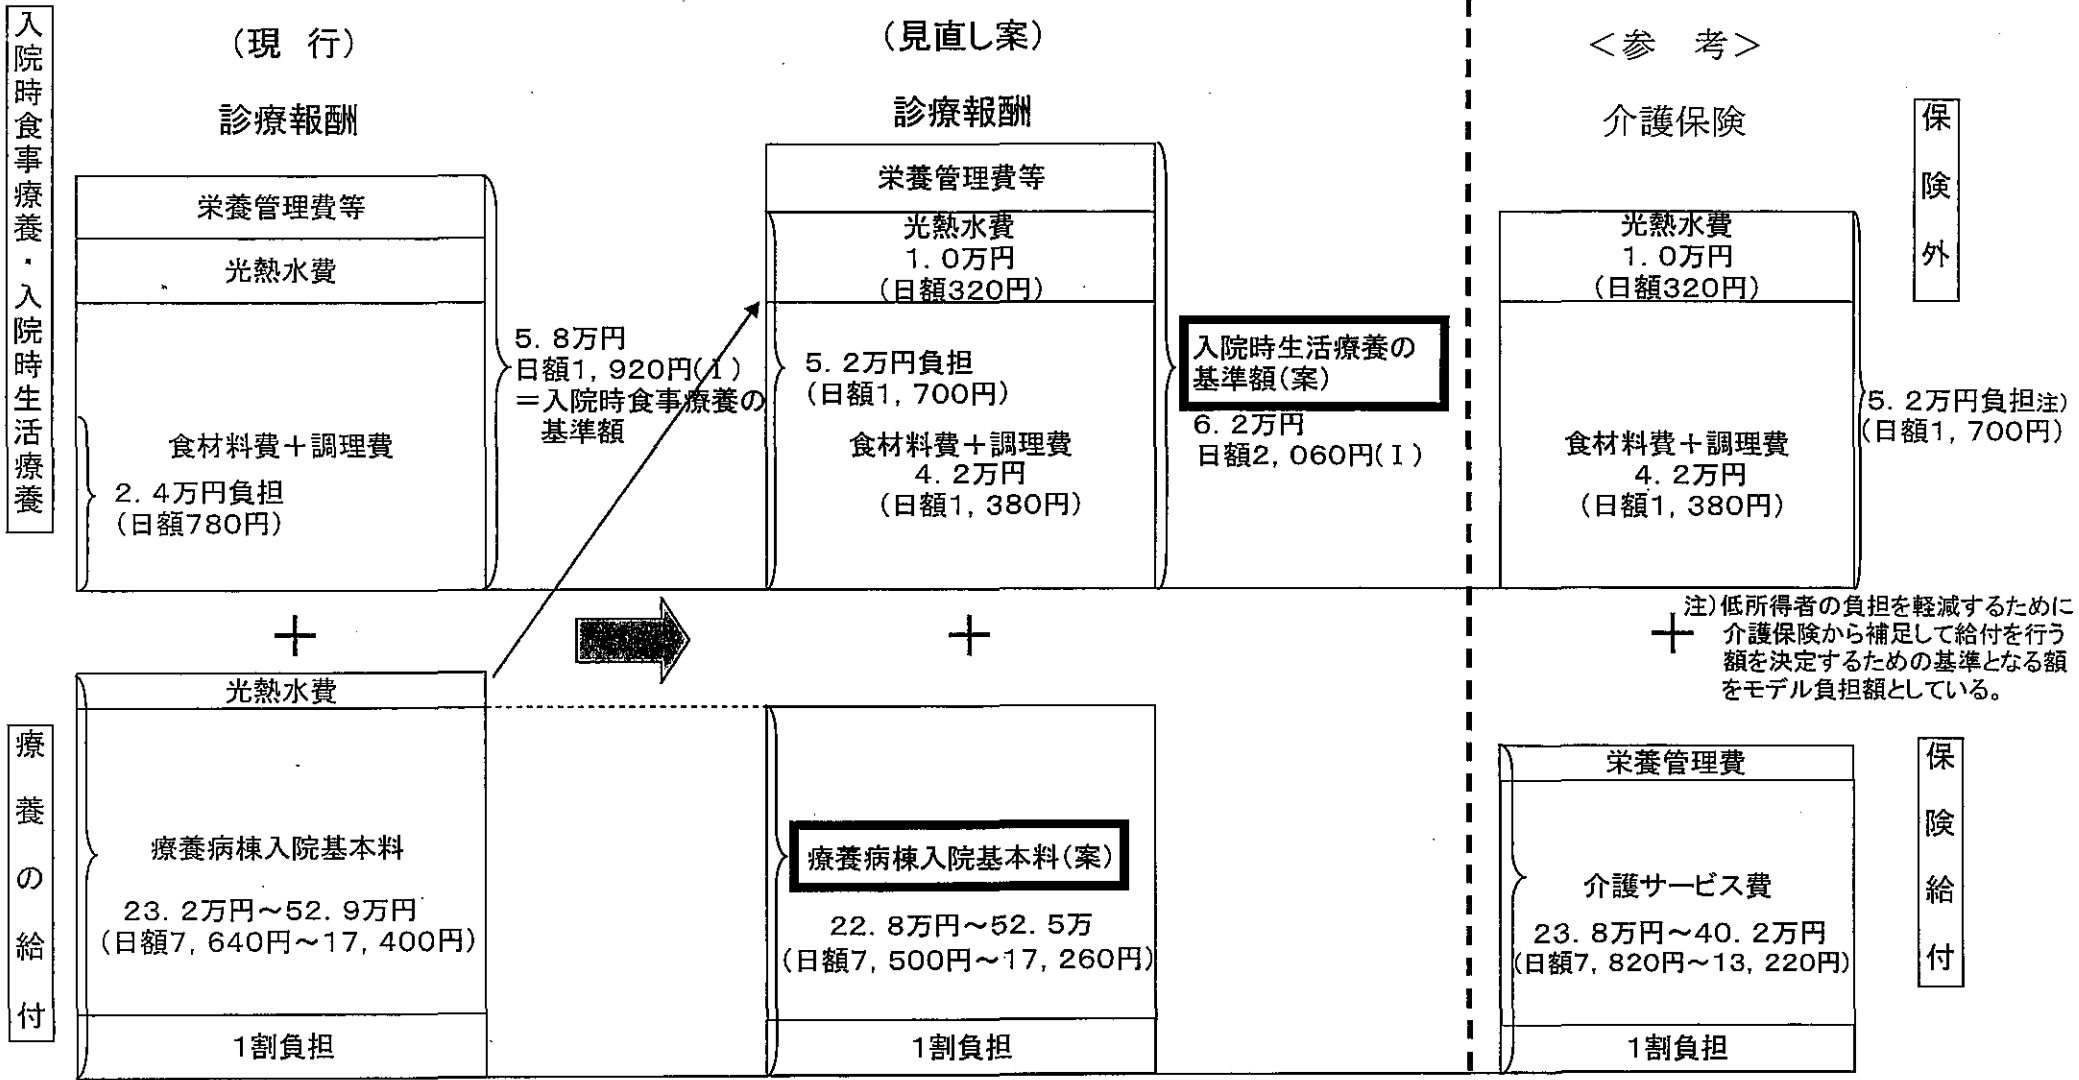 入院時食事療養・入院時生活療養
(現 行)
診療報酬
栄養管理費等
光熱水費
5. 8万円
日額1, 920円(Ⅰ)
＝入院時食事療養の
基準額
食材料費＋調理費
2. 4万円負担
(日額780円)
＋
療養の給付
光熱水費
療養病棟入院基本料
23. 2万円～52. 9万円
(日額7, 640円～17, 400円)
1割負担
(見直し案)
診療報酬
栄養管理費等
光熱水費
1. 0万円
(日額320円)
5. 2万円負担
(日額1, 700円)
食材料費＋調理費
4. 2万円
(日額1, 380円)
入院時生活療養の
基準額(案)
6. 2万円
日額2, 060円(Ⅰ)
＋
療養病棟入院基本料(案)
22. 8万円～52. 5万
(日額7, 500円～17, 260円)
1割負担
＜参 考＞
介護保険
保険外
光熱水費
1. 0万円
(日額320円)
食材料費＋調理費
4. 2万円
(日額1, 380円)
5. 2万円負担注)
(日額1, 700円)
＋
注)低所得者の負担を軽減するために
介護保険から補足して給付を行う
額を決定するための基準となる額
をモデル負担額としている。
保険給付
栄養管理費
介護サービス費
23. 8万円～40. 2万円
(日額7, 820円～13, 220円)
1割負担